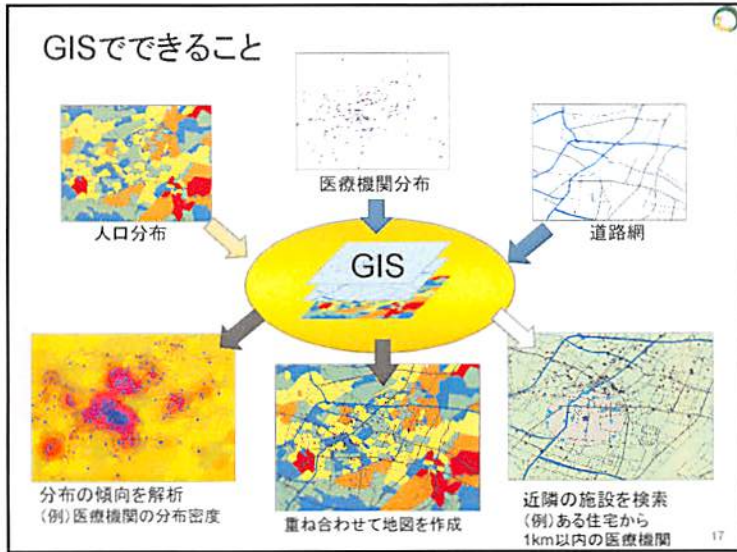 GISでできること
医療機関分布
人口分布
道路網
GIS
分布の傾向を解析
(例)医療機関の分布密度
重ね合わせて地図を作成
近隣の施設を検索
(例)ある住宅から
1km以内の医療機関
17